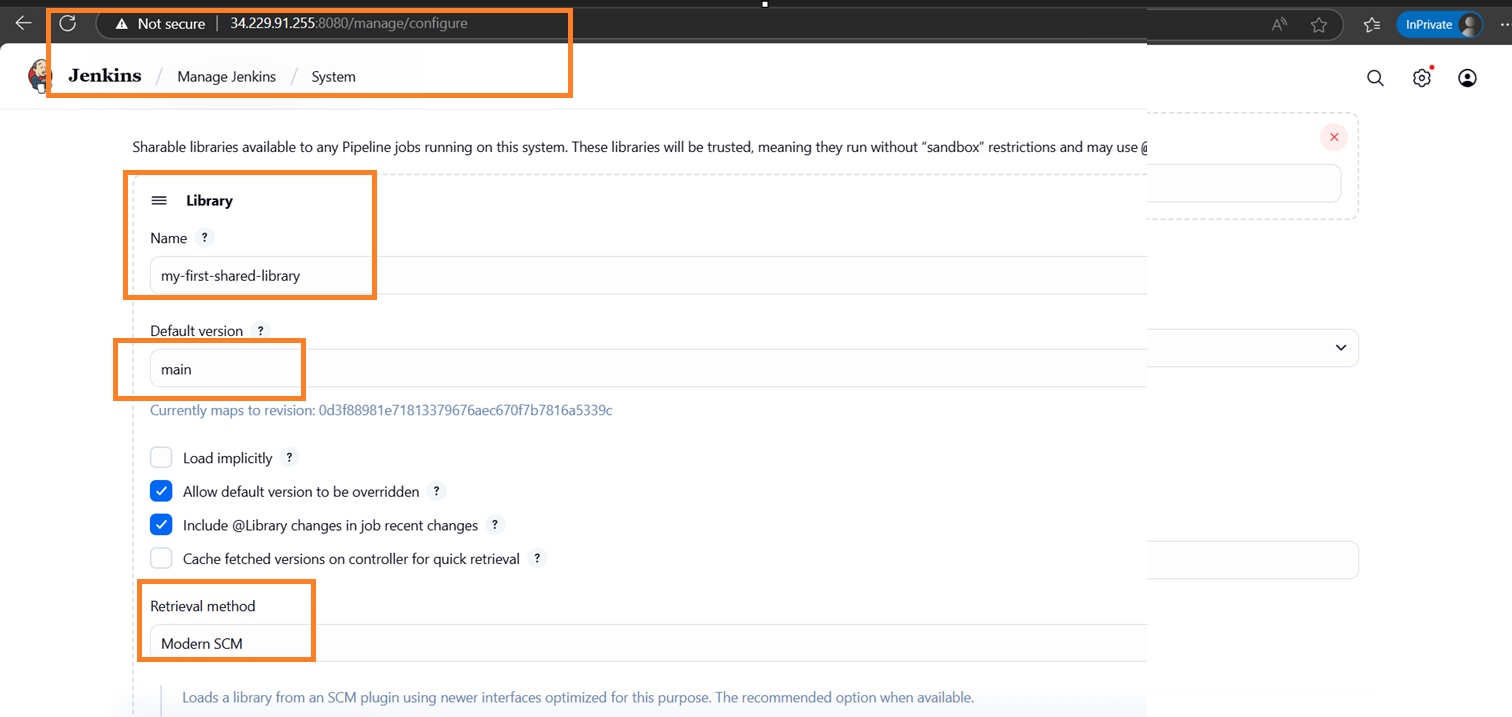 Not secure 34.229.91.255:8080/manage/configure InPrivate
Jenkins / Manage Jenkins / System
Sharable libraries available to any Pipeline jobs running on this system. These libraries will be trusted, meaning they run without “sandbox” restrictions and may use @
Library
Name ?
my-first-shared-library
Default version ?
main
Currently maps to revision: 0d3f88981e71813379676aec670f7b7816a5339c
Load implicitly ?
Allow default version to be overridden ?
Include @Library changes in job recent changes ?
Cache fetched versions on controller for quick retrieval ?
Retrieval method
Modern SCM
Loads a library from an SCM plugin using newer interfaces optimized for this purpose. The recommended option when available.